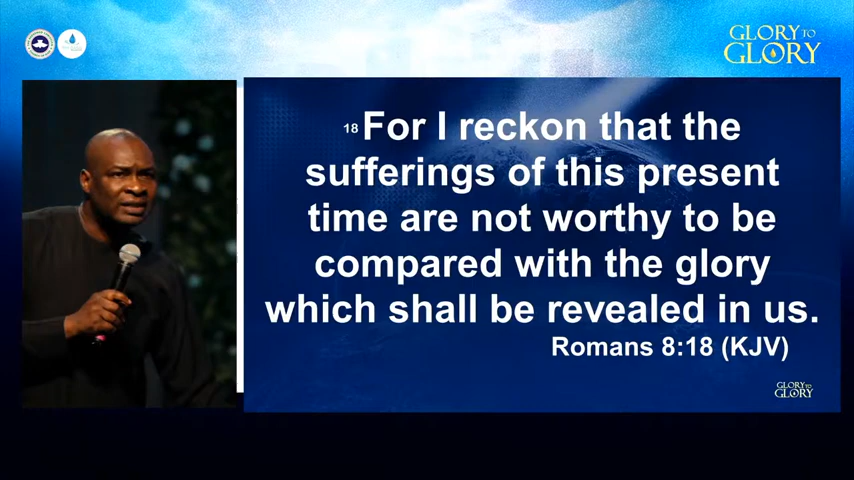 GLORY TO
GLORY
18 For I reckon that the
sufferings of this present
time are not worthy to be
compared with the glory
which shall be revealed in us.
Romans 8:18 (KJV)
GLORY TO
GLORY